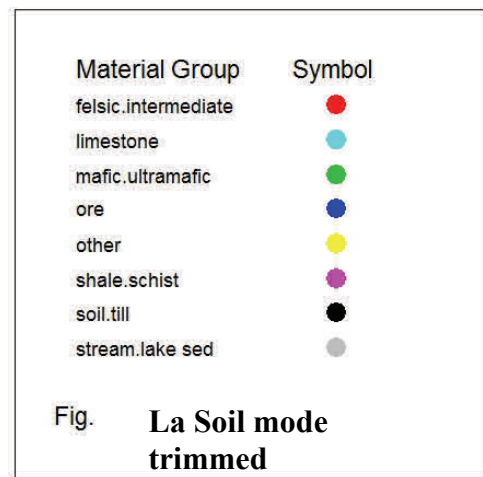 Material Group Symbol
felsic.intermediate
limestone
mafic.ultramafic
ore
other
shale.schist
soil.till
stream.lake sed
Fig. La Soil mode
trimmed